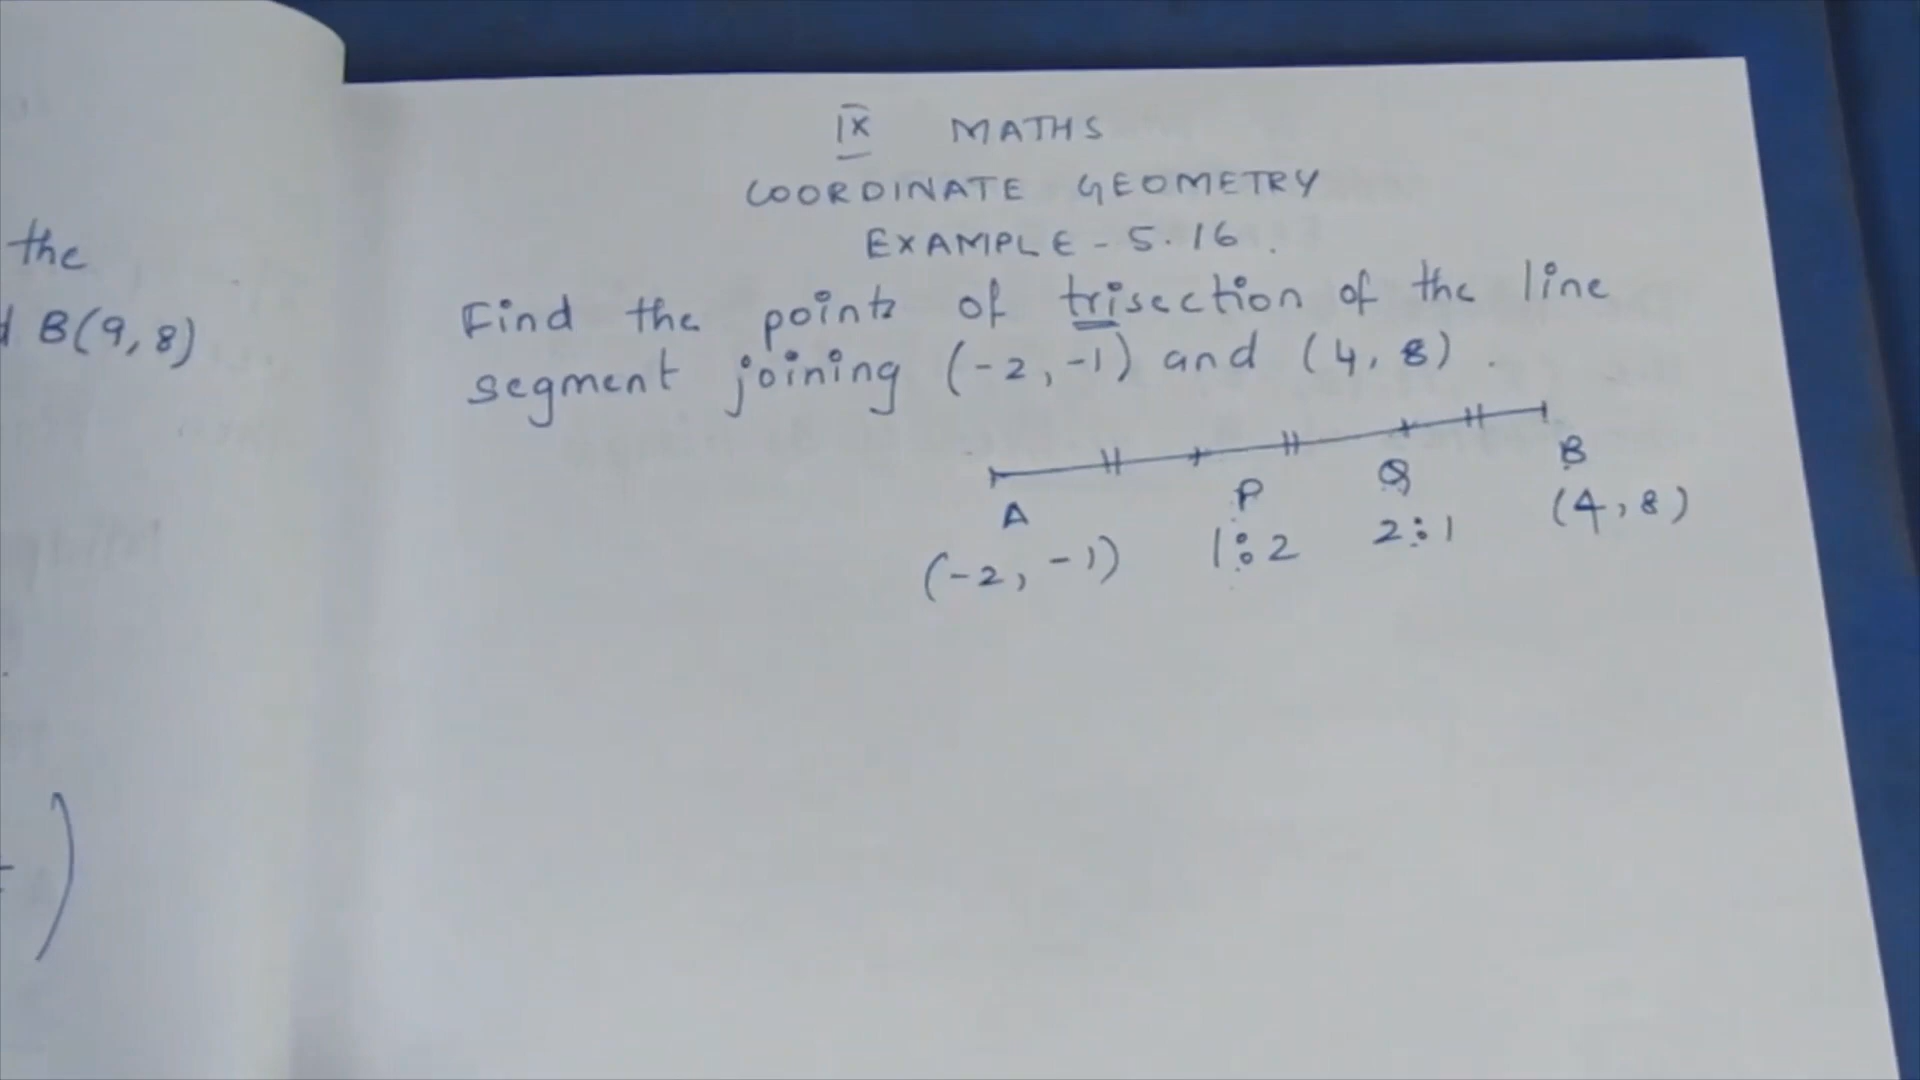 the
B(9,8)
IX MATHS
COORDINATE GEOMETRY
EXAMPLE - 5.16.
Find the points of trisection of the line
segment joining (-2,-1) and (4,8).
A P Q B
(-2,-1) 1:2 2:1 (4,8)
)